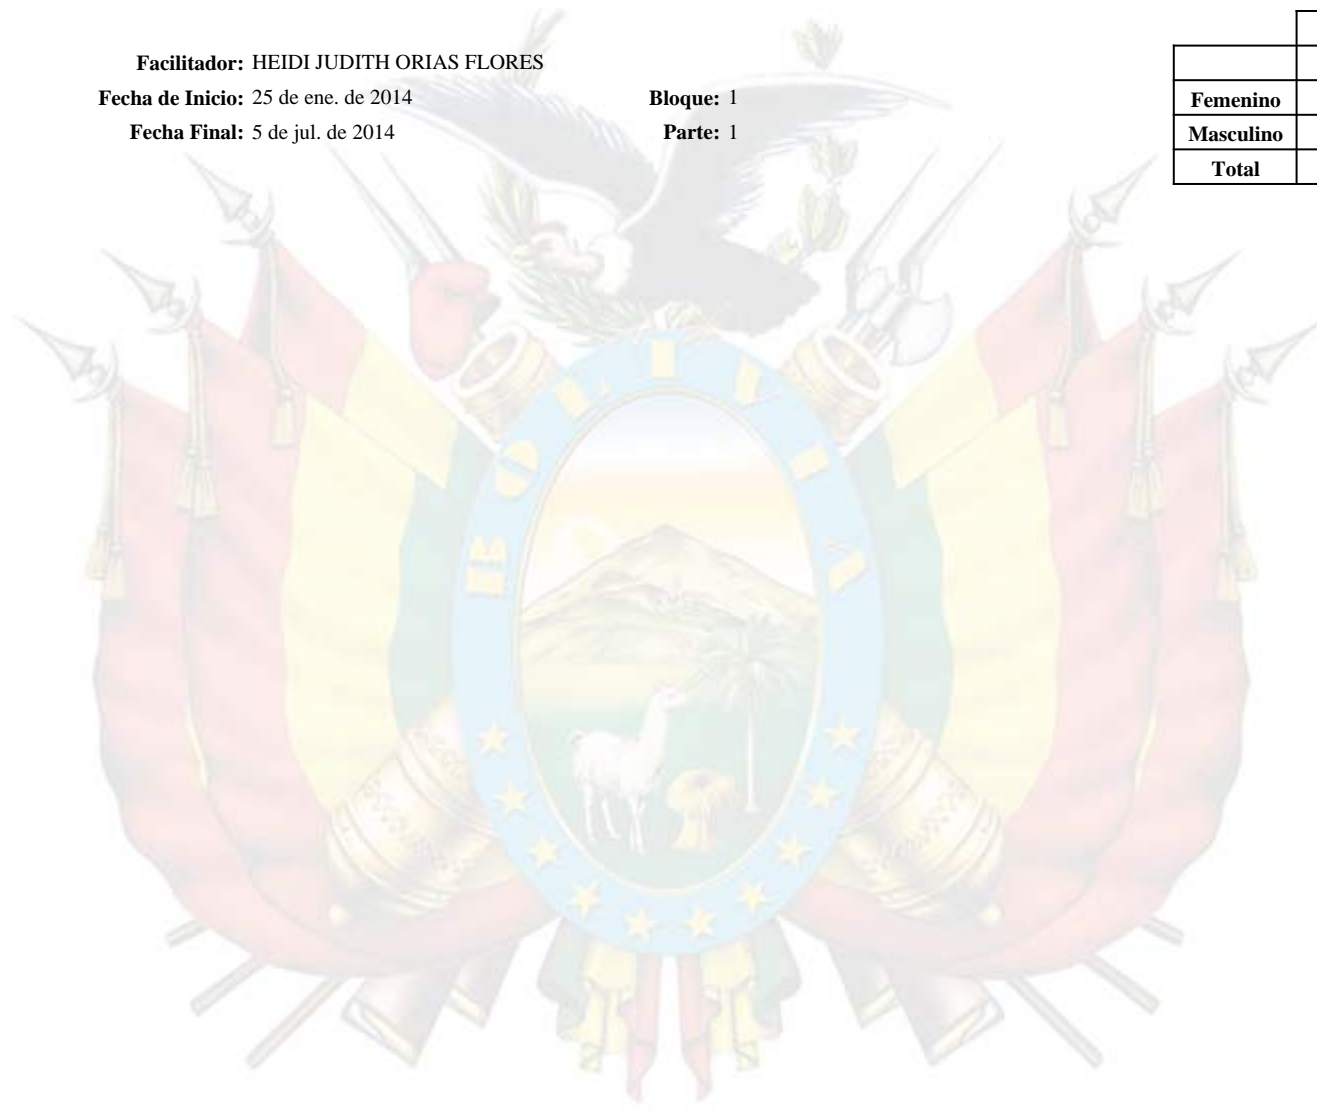 Facilitador: HEIDI JUDITH ORIAS FLORES
Fecha de Inicio: 25 de ene. de 2014 Bloque: 1
Fecha Final: 5 de jul. de 2014 Parte: 1
Femenino
Masculino
Total
BOLIVIA